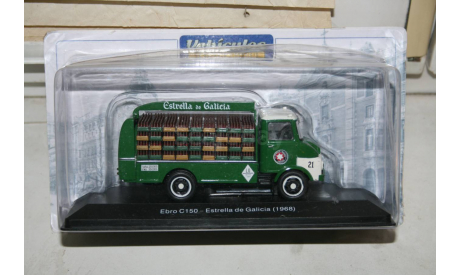 Vehículos
Estrella de Galicia
21
Ebro C150 - Estrella de Galicia (1968)